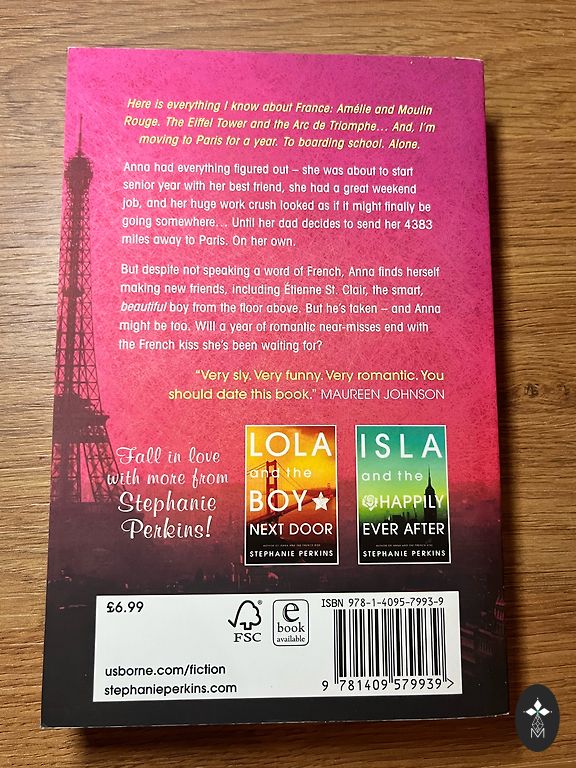 Here is everything I know about France: Amélie and Moulin
Rouge. The Eiffel Tower and the Arc de Triomphe... And, I'm
moving to Paris for a year. To boarding school. Alone.
Anna had everything figured out – she was about to start
senior year with her best friend, she had a great weekend
job, and her huge work crush looked as if it might finally be
going somewhere... Until her dad decides to send her 4383
miles away to Paris. On her own.
But despite not speaking a word of French, Anna finds herself
making new friends, including Étienne St. Clair, the smart,
beautiful boy from the floor above. But he's taken – and Anna
might be too. Will a year of romantic near-misses end with
the French kiss she's been waiting for?
"Very sly. Very funny. Very romantic. You
should date this book." MAUREEN JOHNSON
Fall in love
with more from
Stephanie
Perkins!
LOLA
and the
BOY
NEXT DOOR
STEPHANIE PERKINS
ISLA
and the
HAPPILY
EVER AFTER
STEPHANIE PERKINS
£6.99
FSC
e
book
available
ISBN 978-1-4095-7993-9
9 781409 579939 >
usborne.com/fiction
stephanieperkins.com
M